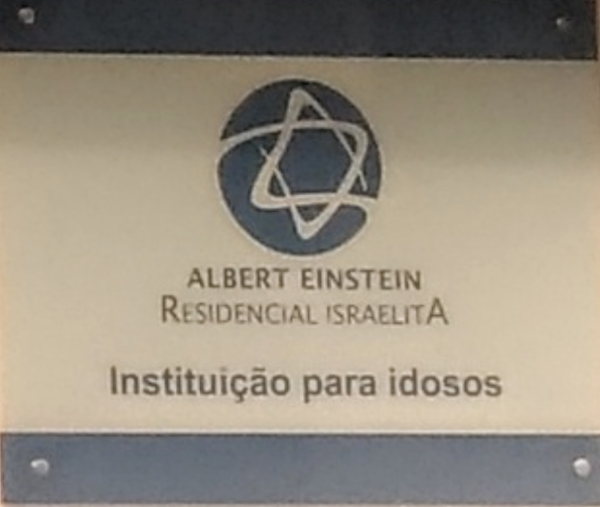 ALBERT EINSTEIN
RESIDENCIAL ISRAELITA
Instituição para idosos